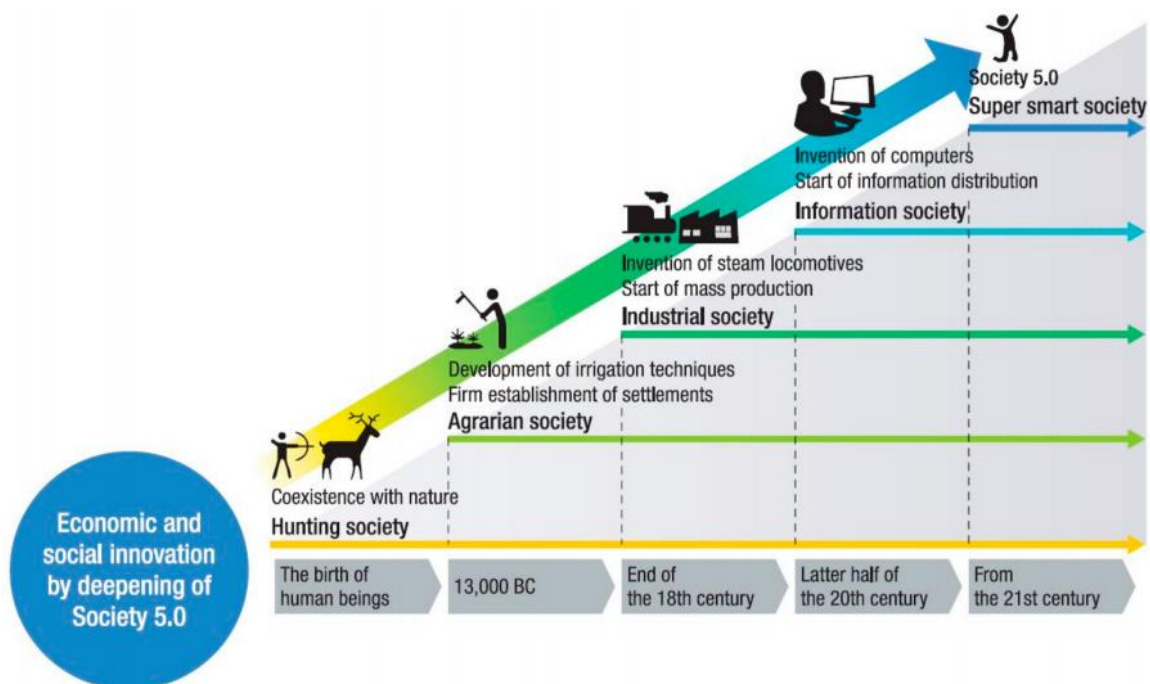 Society 5.0
Super smart society
Invention of computers
Start of information distribution
Information society
Invention of steam locomotives
Start of mass production
Industrial society
Development of irrigation techniques
Firm establishment of settlements
Agrarian society
Coexistence with nature
Hunting society
Economic and
social innovation
by deepening of
Society 5.0
The birth of
human beings
13,000 BC
End of
the 18th century
Latter half of
the 20th century
From
the 21st century